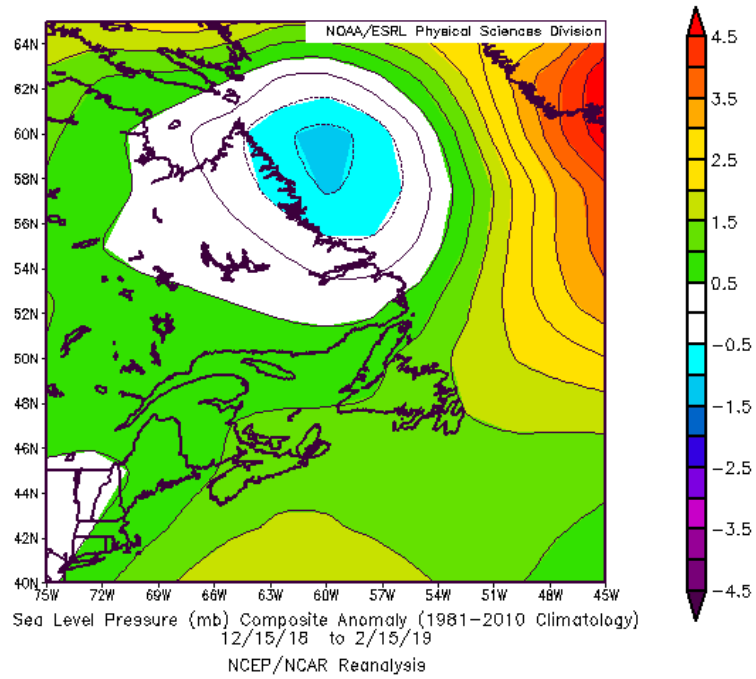 NOAA/ESRL Physical Sciences Division
64N
62N
60N
58N
56N
54N
52N
50N
48N
46N
44N
42N
40N
75W 72W 69W 66W 63W 60W 57W 54W 51W 48W 45W
4.5
3.5
2.5
1.5
0.5
-0.5
-1.5
-2.5
-3.5
-4.5
Sea Level Pressure (mb) Composite Anomaly (1981-2010 Climatology)
12/15/18 to 2/15/19
NCEP/NCAR Reanalysis